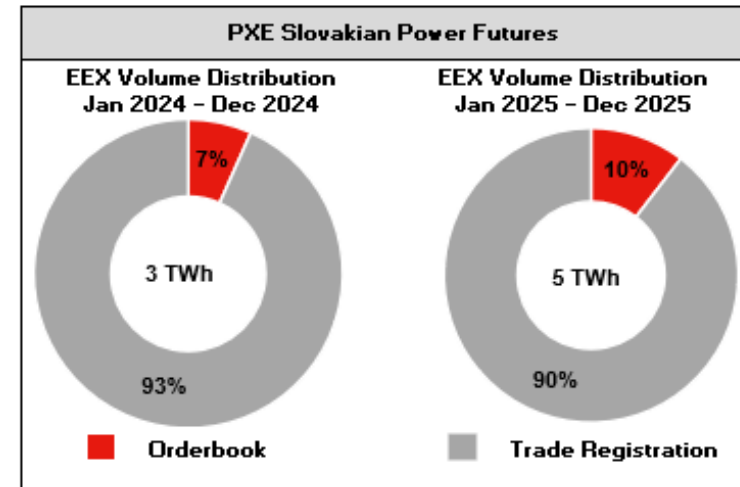 PXE Slovakian Power Futures
EEX Volume Distribution
Jan 2024 - Dec 2024
7%
3 TWh
93%
EEX Volume Distribution
Jan 2025 - Dec 2025
10%
5 TWh
90%
Orderbook
Trade Registration